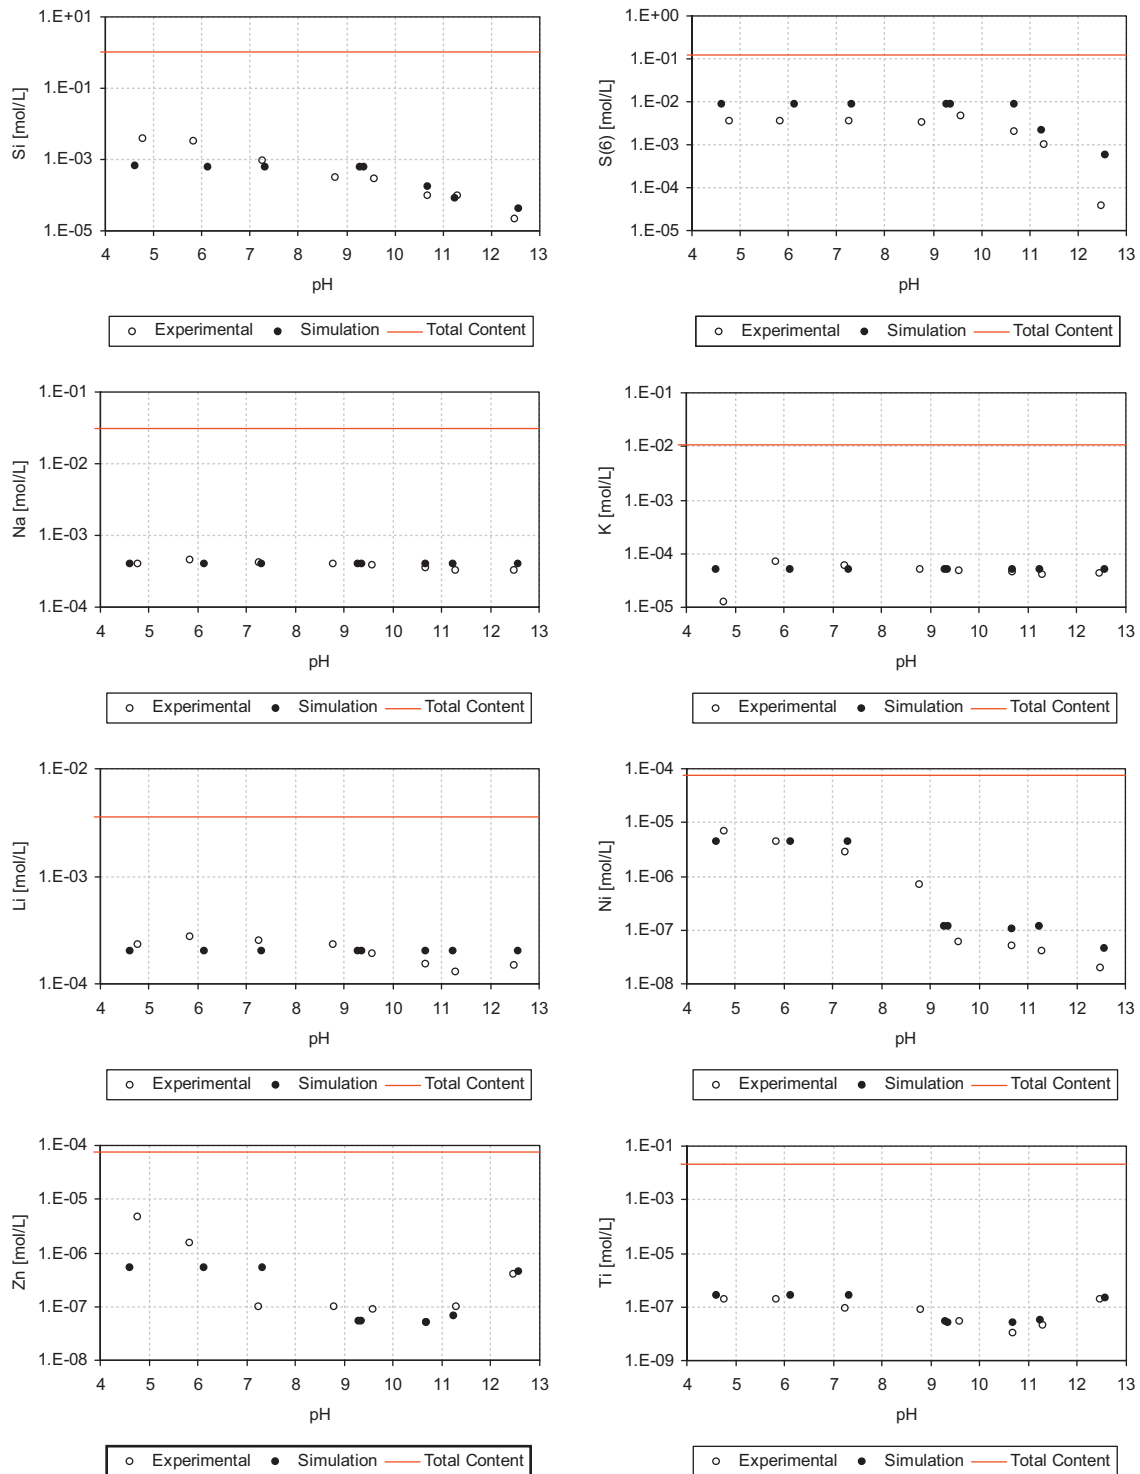 1.E+01
1.E-01
1.E-03
1.E-05
Si [mol/L]
4 5 6 7 8 9 10 11 12 13
pH
Experimental Simulation Total Content
1.E+00
1.E-01
1.E-02
1.E-03
1.E-04
1.E-05
S(6) [mol/L]
4 5 6 7 8 9 10 11 12 13
pH
Experimental Simulation Total Content
1.E-01
1.E-02
1.E-03
1.E-04
Na [mol/L]
4 5 6 7 8 9 10 11 12 13
pH
Experimental Simulation Total Content
1.E-01
1.E-02
1.E-03
1.E-04
1.E-05
K [mol/L]
4 5 6 7 8 9 10 11 12 13
pH
Experimental Simulation Total Content
1.E-02
1.E-03
1.E-04
Li [mol/L]
4 5 6 7 8 9 10 11 12 13
pH
Experimental Simulation Total Content
1.E-04
1.E-05
1.E-06
1.E-07
1.E-08
Ni [mol/L]
4 5 6 7 8 9 10 11 12 13
pH
Experimental Simulation Total Content
1.E-04
1.E-05
1.E-06
1.E-07
1.E-08
Zn [mol/L]
4 5 6 7 8 9 10 11 12 13
pH
Experimental Simulation Total Content
1.E-01
1.E-03
1.E-05
1.E-07
1.E-09
Ti [mol/L]
4 5 6 7 8 9 10 11 12 13
pH
Experimental Simulation Total Content